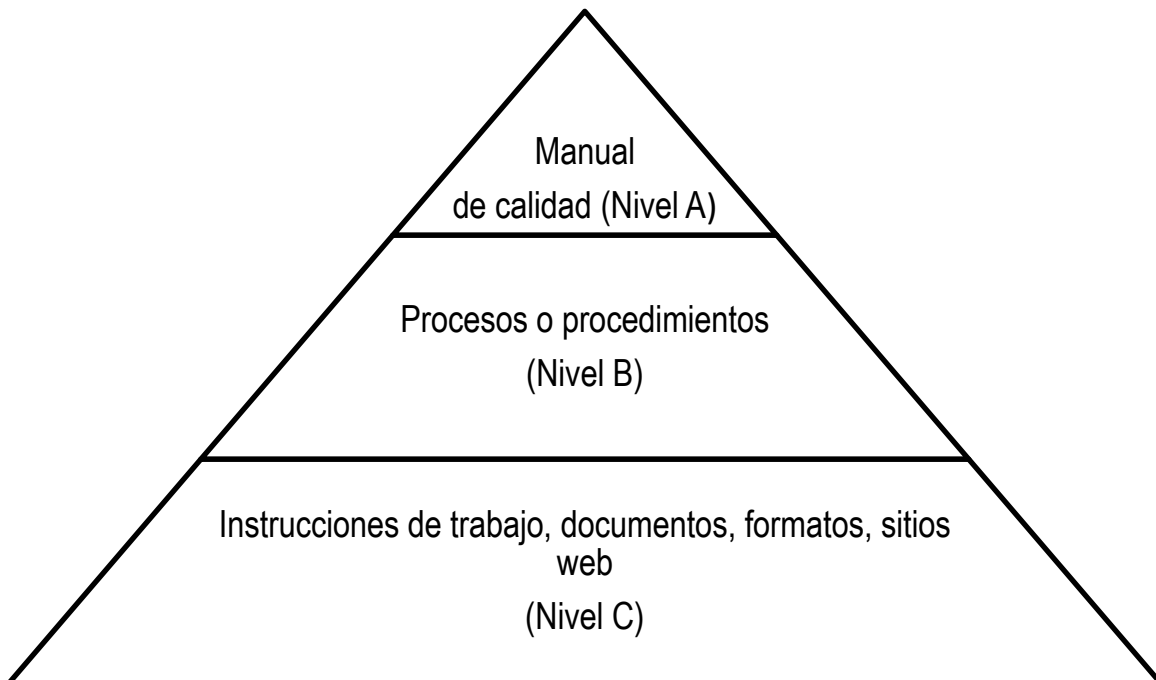 Manual
de calidad (Nivel A)
Procesos o procedimientos
(Nivel B)
Instrucciones de trabajo, documentos, formatos, sitios
web
(Nivel C)